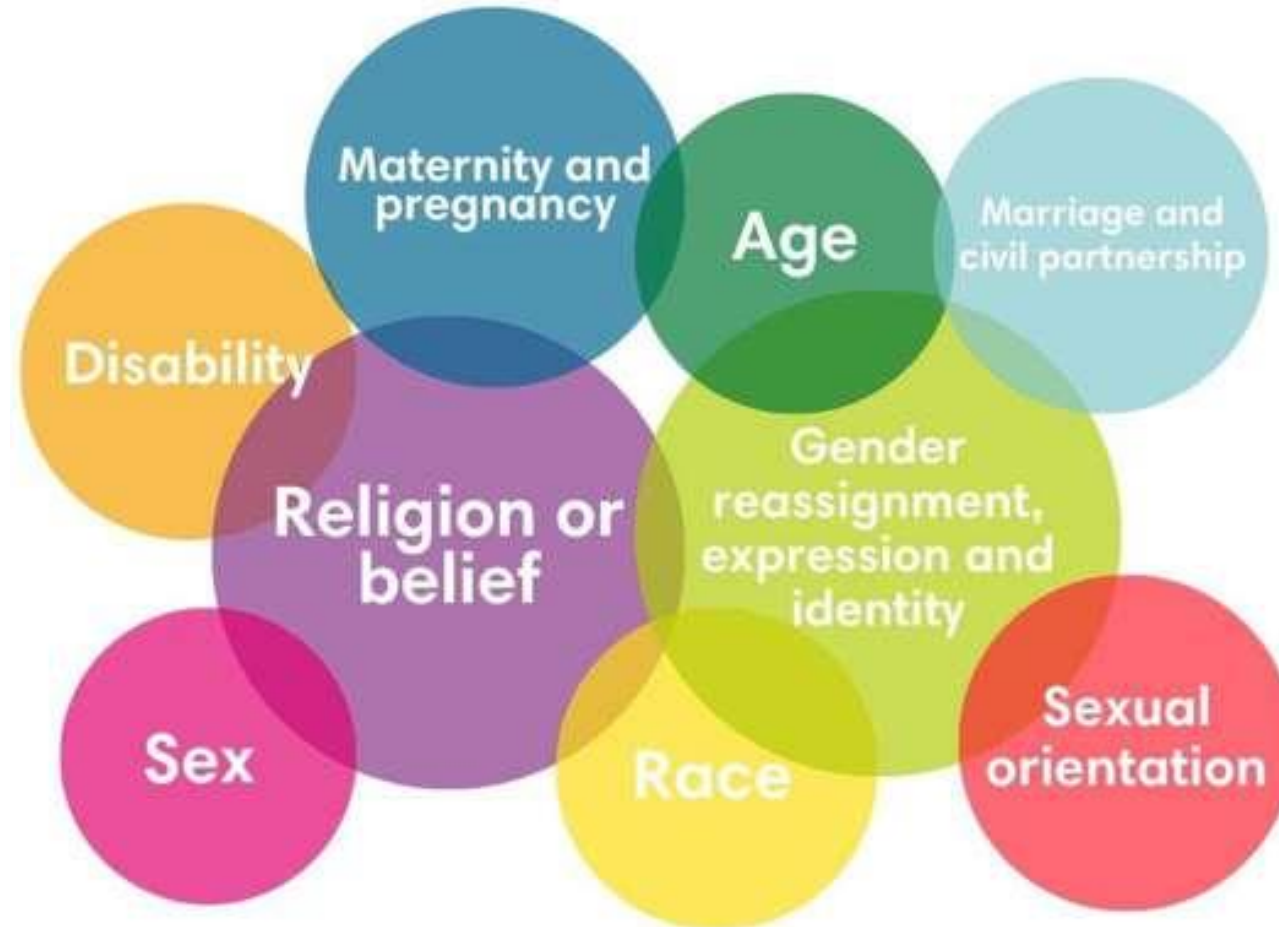 Maternity and
pregnancy
Age
Marriage and
civil partnership
Disability
Religion or
belief
Gender
reassignment,
expression and
identity
Sex
Race
Sexual
orientation